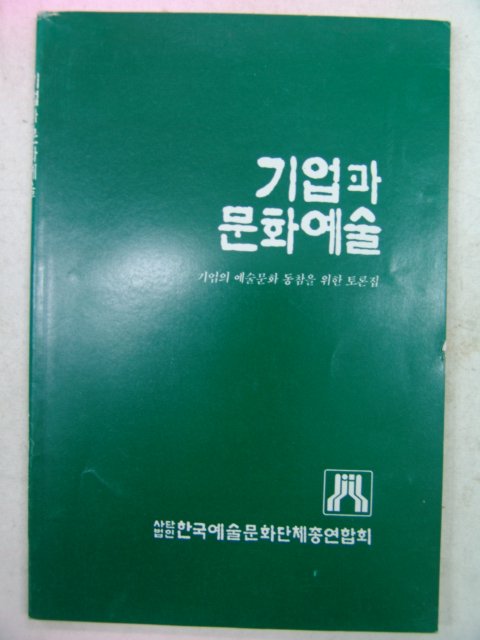 기업과
문화예술
기업의 예술문화 동참을 위한 토론집
사단
법인 한국예술문화단체총연합회